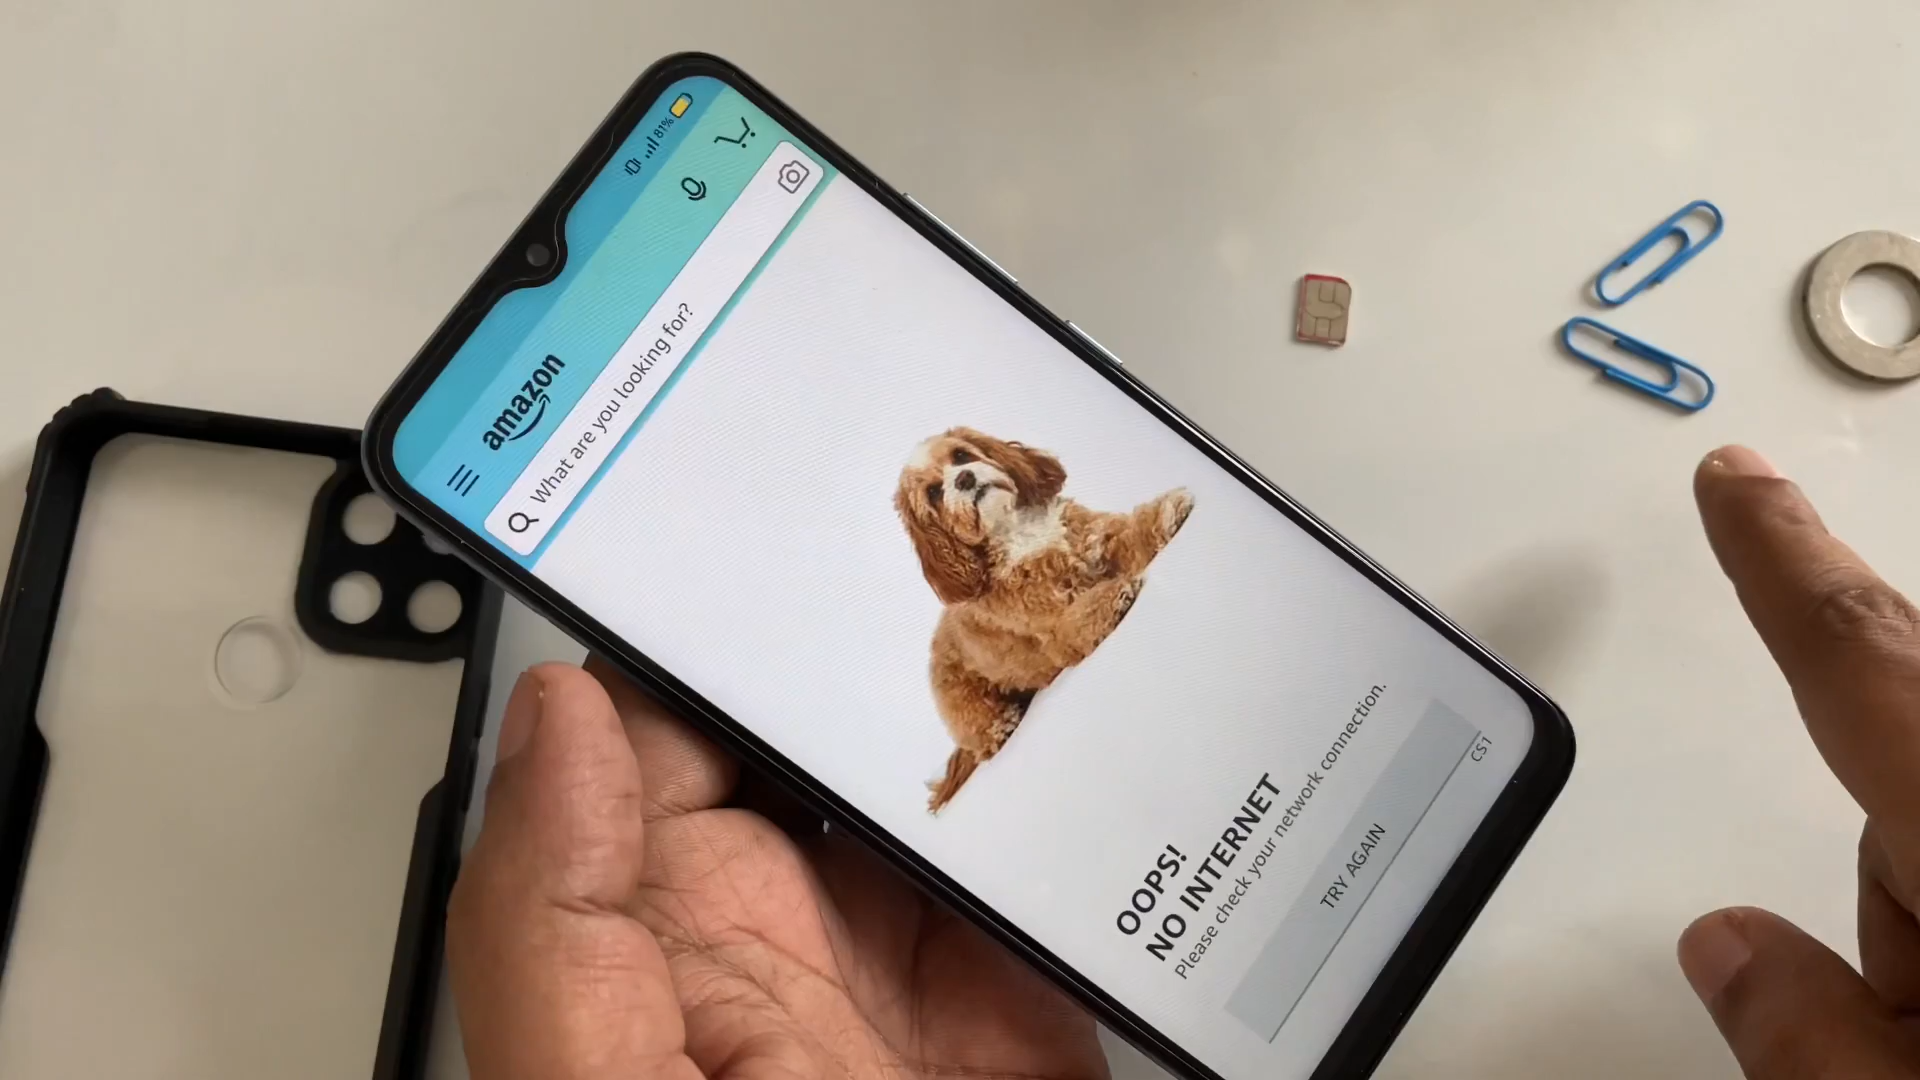 81%
amazon
What are you looking for?
OOPS!
NO INTERNET
Please check your network connection.
TRY AGAIN
CS1